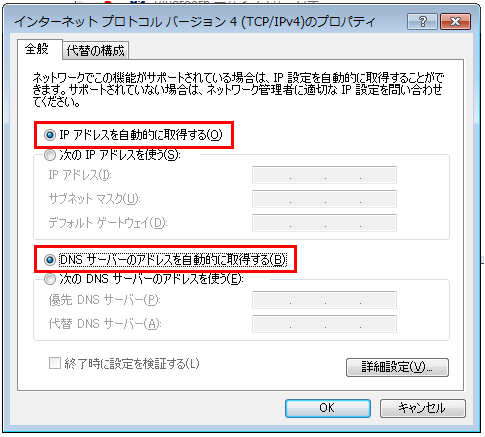 インターネット プロトコル バージョン 4 (TCP/IPv4)のプロパティ
全般
代替の構成
ネットワークでこの機能がサポートされている場合は、IP 設定を自動的に取得することがで
きます。サポートされていない場合は、ネットワーク管理者に適切な IP 設定を問い合わせ
てください。
IP アドレスを自動的に取得する(O)
次の IP アドレスを使う(S):
IP アドレス(I):
サブネット マスク(U):
デフォルト ゲートウェイ(D):
DNS サーバーのアドレスを自動的に取得する(B)
次の DNS サーバーのアドレスを使う(E):
優先 DNS サーバー(P):
代替 DNS サーバー(A):
終了時に設定を検証する(L)
詳細設定(V)...
OK
キャンセル